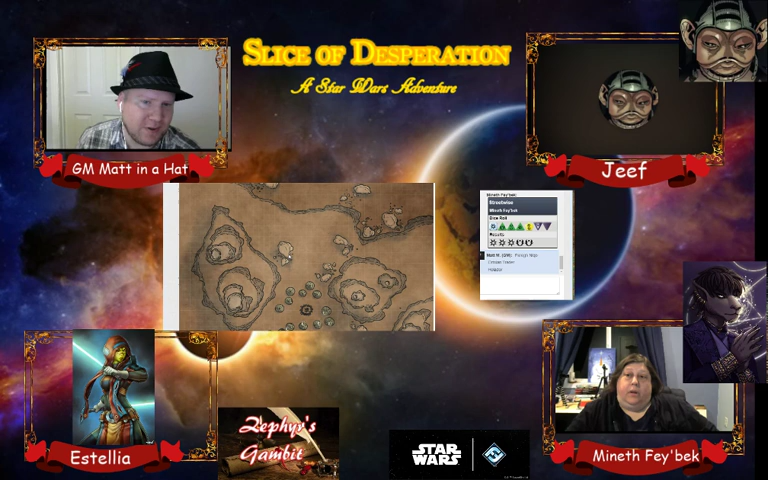 SLICE OF DESPERATION
A Star Wars Adventure
GM Matt in a Hat
Jeef
Mineth Fey'bek:
Streetwise
Mineth Fey'bek
Dice Roll
Results
Estellia
Zephyr's
Gambit
STAR
WARS
Mineth Fey'bek